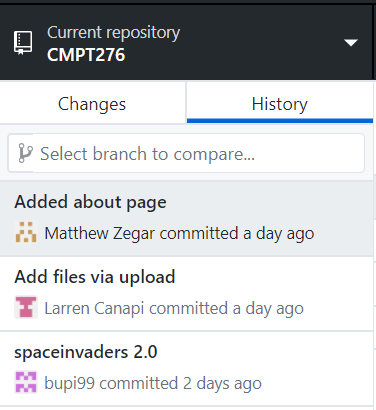 Current repository
CMPT276
Changes
History
Select branch to compare...
Added about page
Matthew Zegar committed a day ago
Add files via upload
Larren Canapi committed a day ago
spaceinvaders 2.0
bupi99 committed 2 days ago